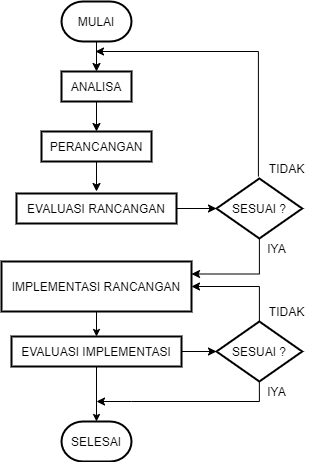 MULAI
ANALISA
PERANCANGAN
TIDAK
EVALUASI RANCANGAN
SESUAI ?
IYA
IMPLEMENTASI RANCANGAN
TIDAK
EVALUASI IMPLEMENTASI
SESUAI ?
IYA
SELESAI